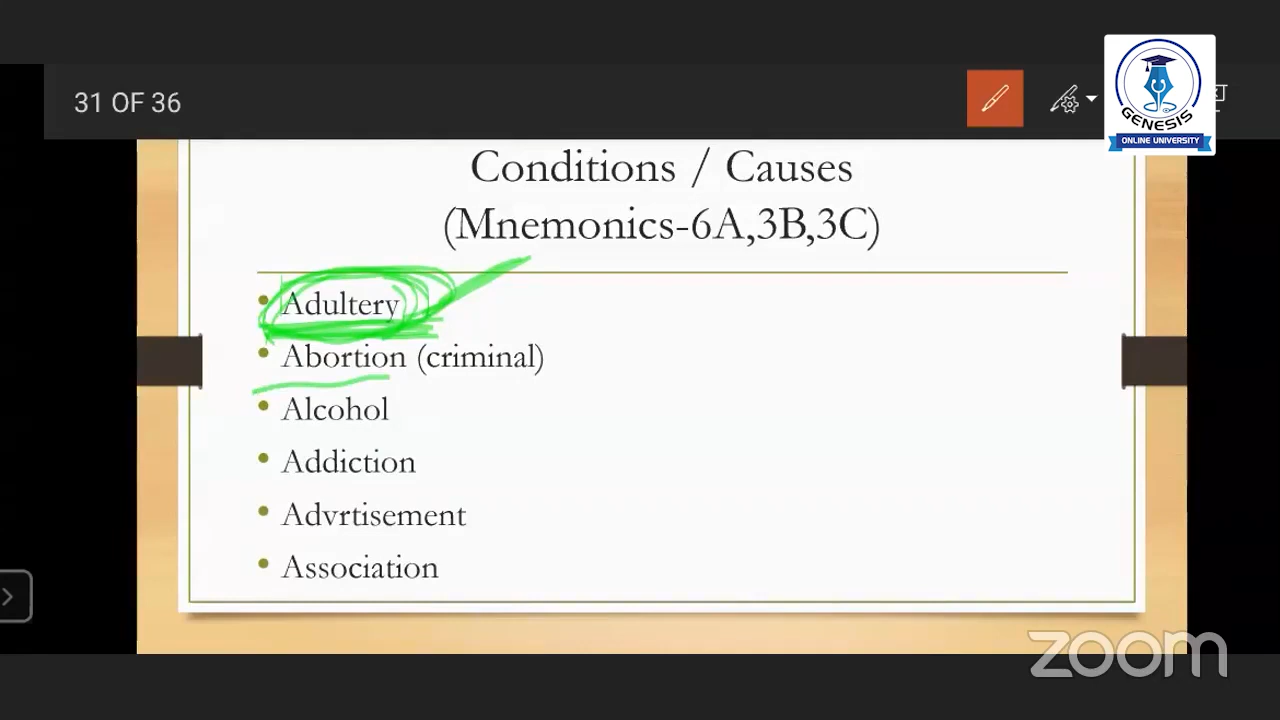 31 OF 36
GENESIS
ONLINE UNIVERSITY
Conditions / Causes
(Mnemonics-6A,3B,3C)
• Adultery
• Abortion (criminal)
• Alcohol
• Addiction
• Advrtisement
• Association
zoom